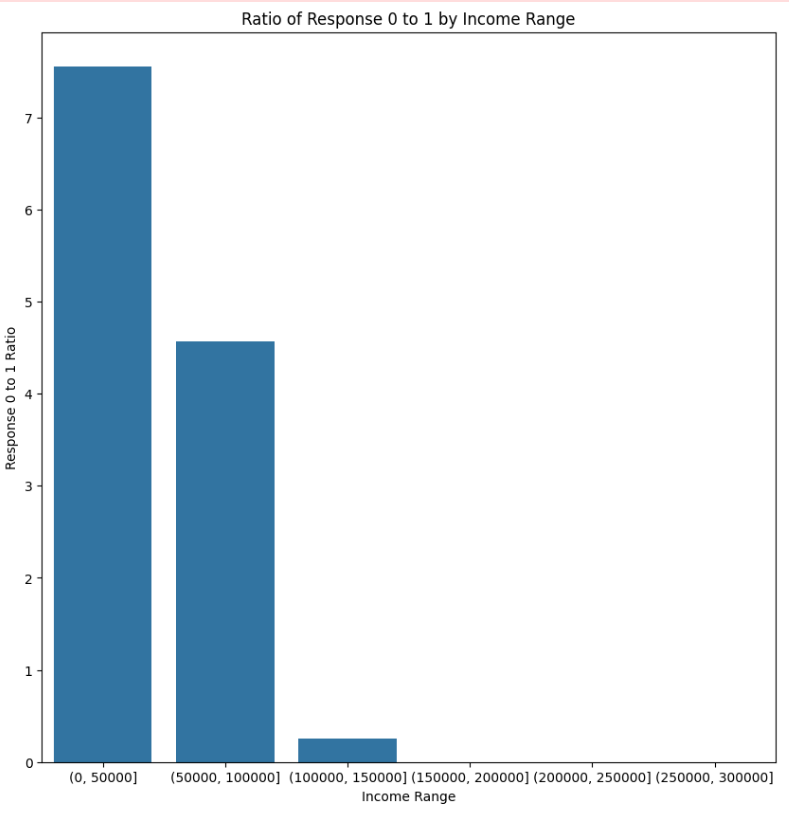 Ratio of Response 0 to 1 by Income Range
Response 0 to 1 Ratio
7
6
5
4
3
2
1
0
(0, 50000] (50000, 100000] (100000, 150000] (150000, 200000] (200000, 250000] (250000, 300000]
Income Range